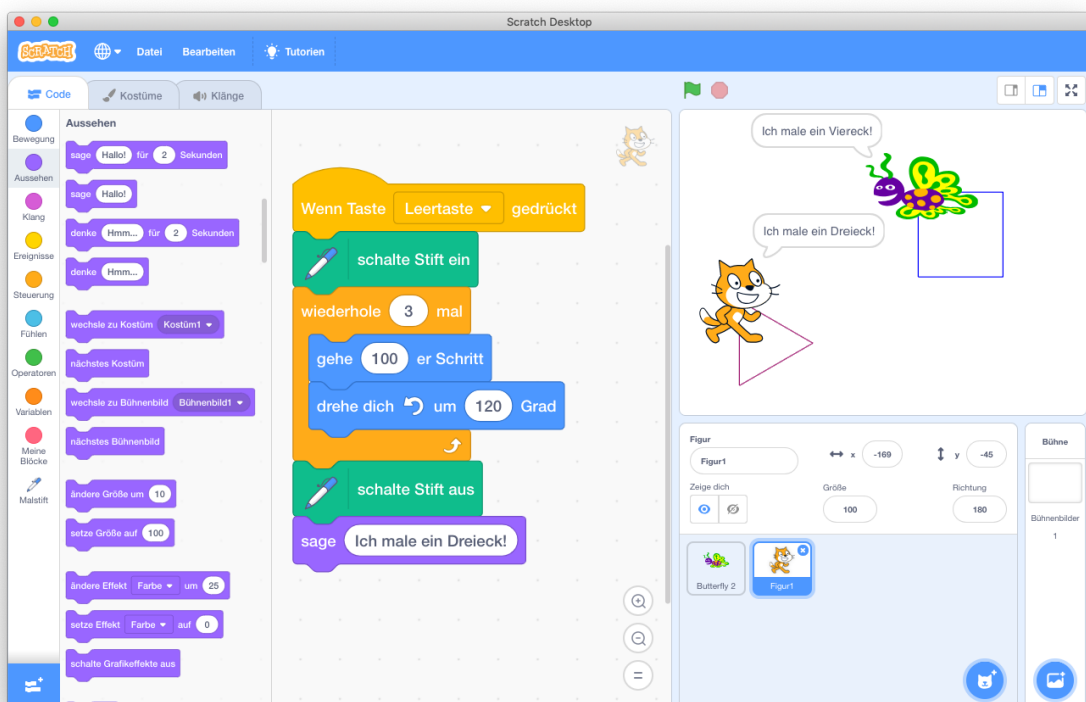 Scratch Desktop
SCRATCH
Datei
Bearbeiten
Tutorien
Code
Kostüme
Klänge
Bewegung
Aussehen
Klang
Ereignisse
Steuerung
Fühlen
Operatoren
Variablen
Meine
Blöcke
Malstift
Aussehen
sage Hallo! für 2 Sekunden
sage Hallo!
denke Hmm... für 2 Sekunden
denke Hmm...
wechsle zu Kostüm Kostüm1
nächstes Kostüm
wechsle zu Bühnenbild Bühnenbild1
nächstes Bühnenbild
ändere Größe um 10
setze Größe auf 100
ändere Effekt Farbe um 25
setze Effekt Farbe auf 0
schalte Grafikeffekte aus
Wenn Taste Leertaste gedrückt
schalte Stift ein
wiederhole 3 mal
gehe 100 er Schritt
drehe dich um 120 Grad
schalte Stift aus
sage Ich male ein Dreieck!
Ich male ein Viereck!
Ich male ein Dreieck!
Figur
Figur1
x -169
y -45
Zeige dich
Größe
100
Richtung
180
Butterfly 2
Figur1
Bühne
Bühnenbilder
1